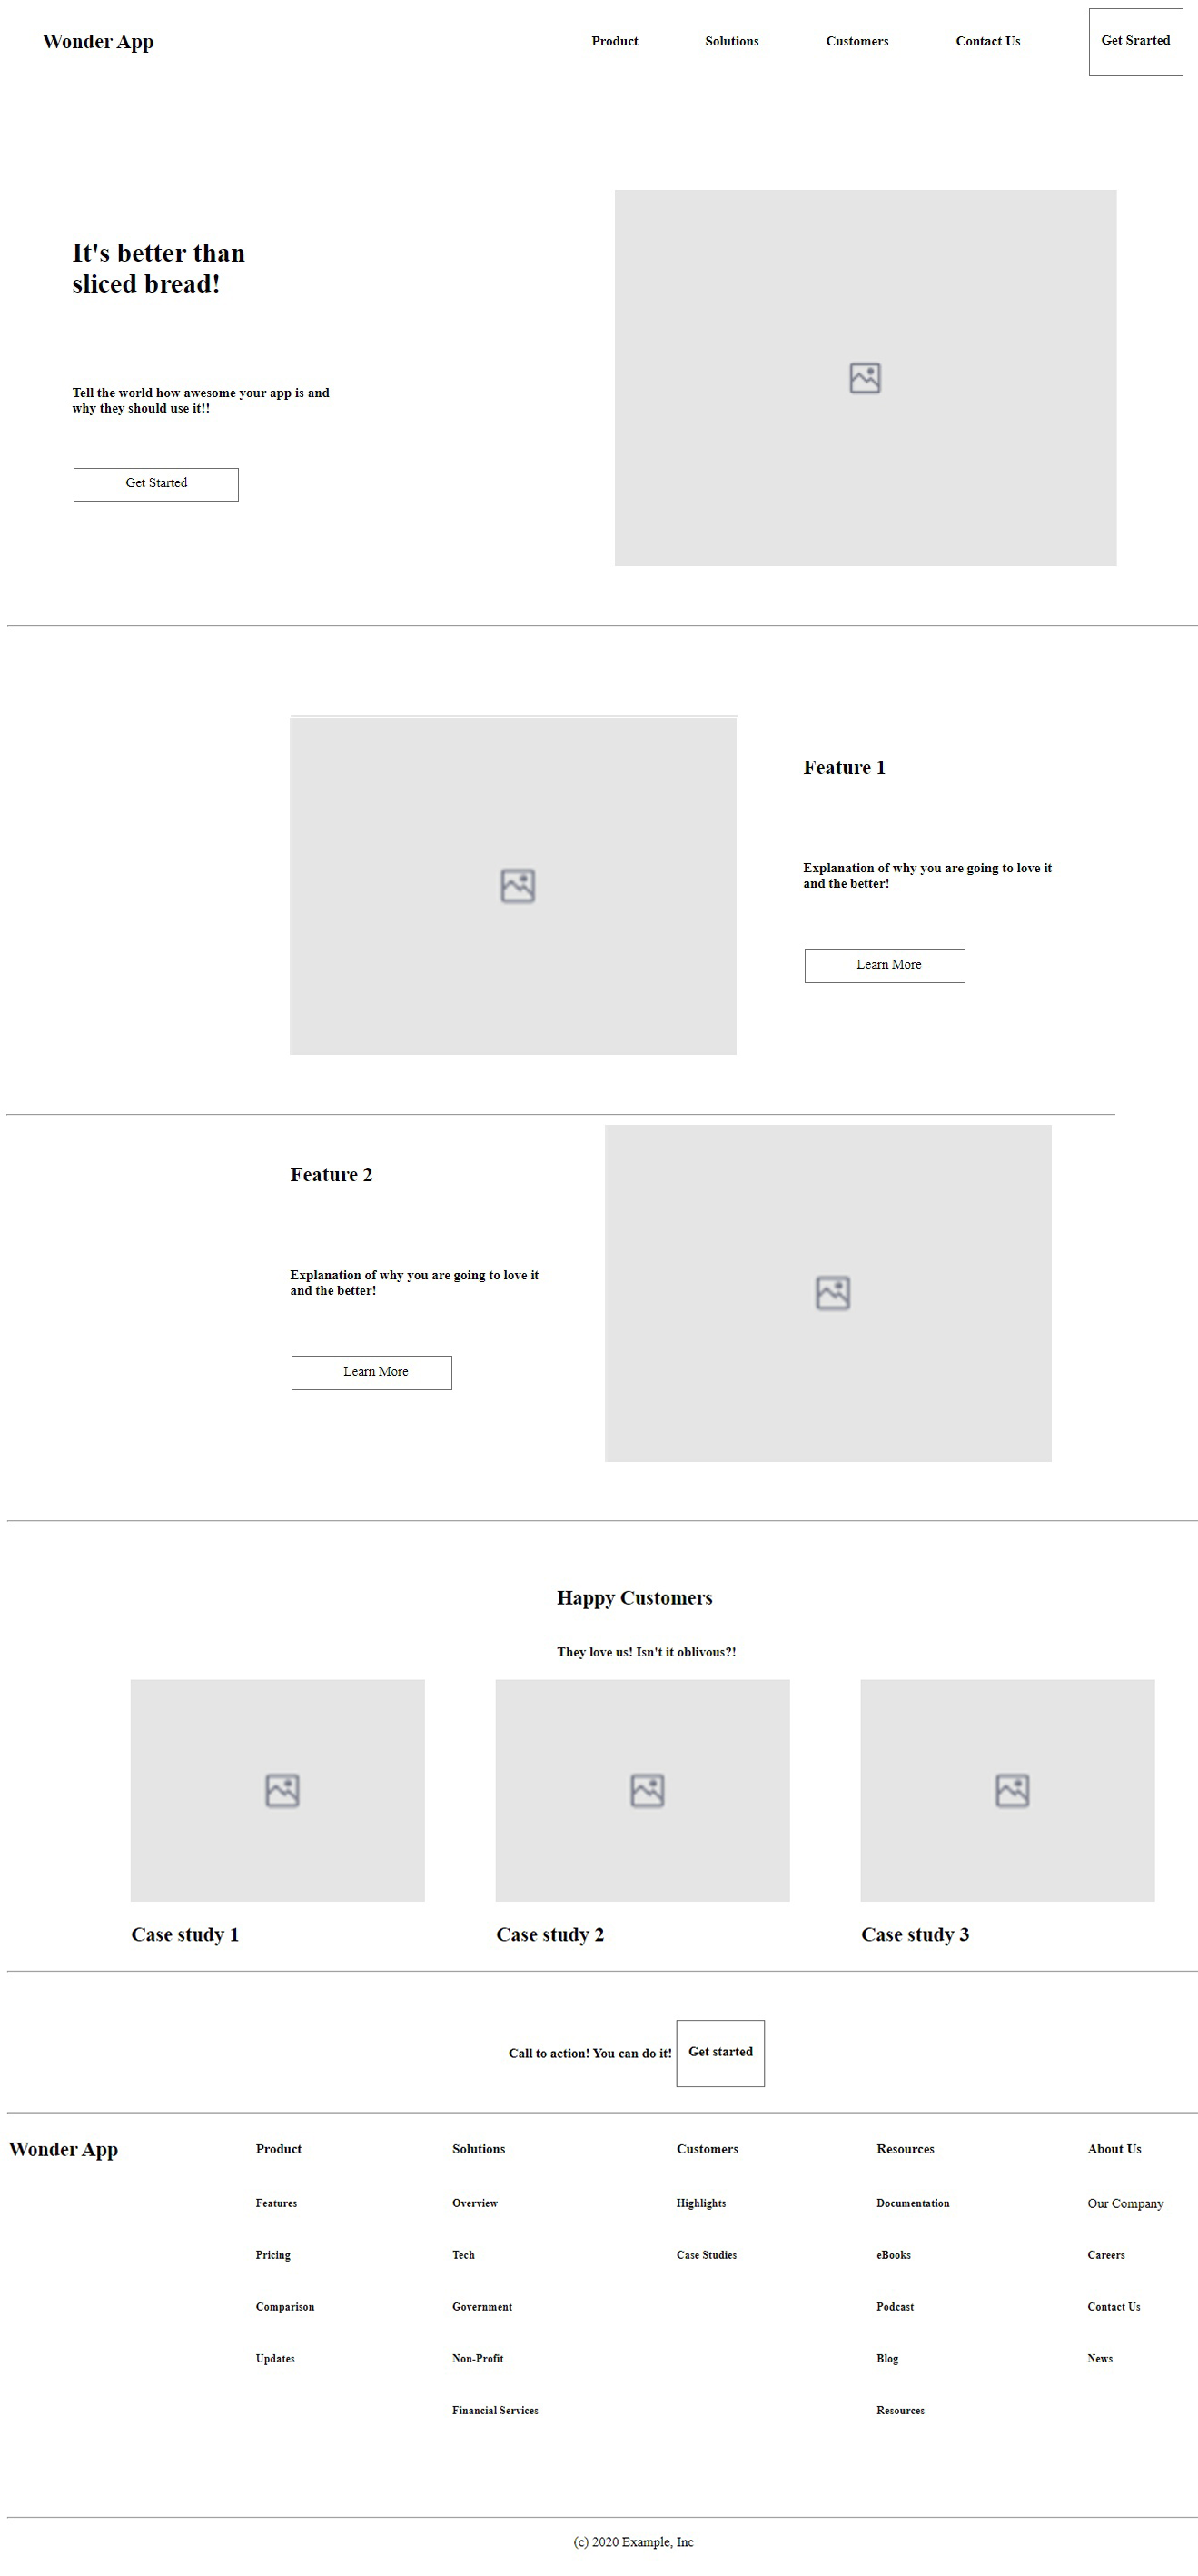 Wonder App
Product
Solutions
Customers
Contact Us
Get Srarted
It's better than
sliced bread!
Tell the world how awesome your app is and
why they should use it!!
Get Started
Feature 1
Explanation of why you are going to love it
and the better!
Learn More
Feature 2
Explanation of why you are going to love it
and the better!
Learn More
Happy Customers
They love us! Isn't it oblivous?!
Case study 1
Case study 2
Case study 3
Call to action! You can do it!
Get started
Wonder App
Product
Features
Pricing
Comparison
Updates
Solutions
Overview
Tech
Government
Non-Profit
Financial Services
Customers
Highlights
Case Studies
Resources
Documentation
eBooks
Podcast
Blog
Resources
About Us
Our Company
Careers
Contact Us
News
(c) 2020 Example, Inc